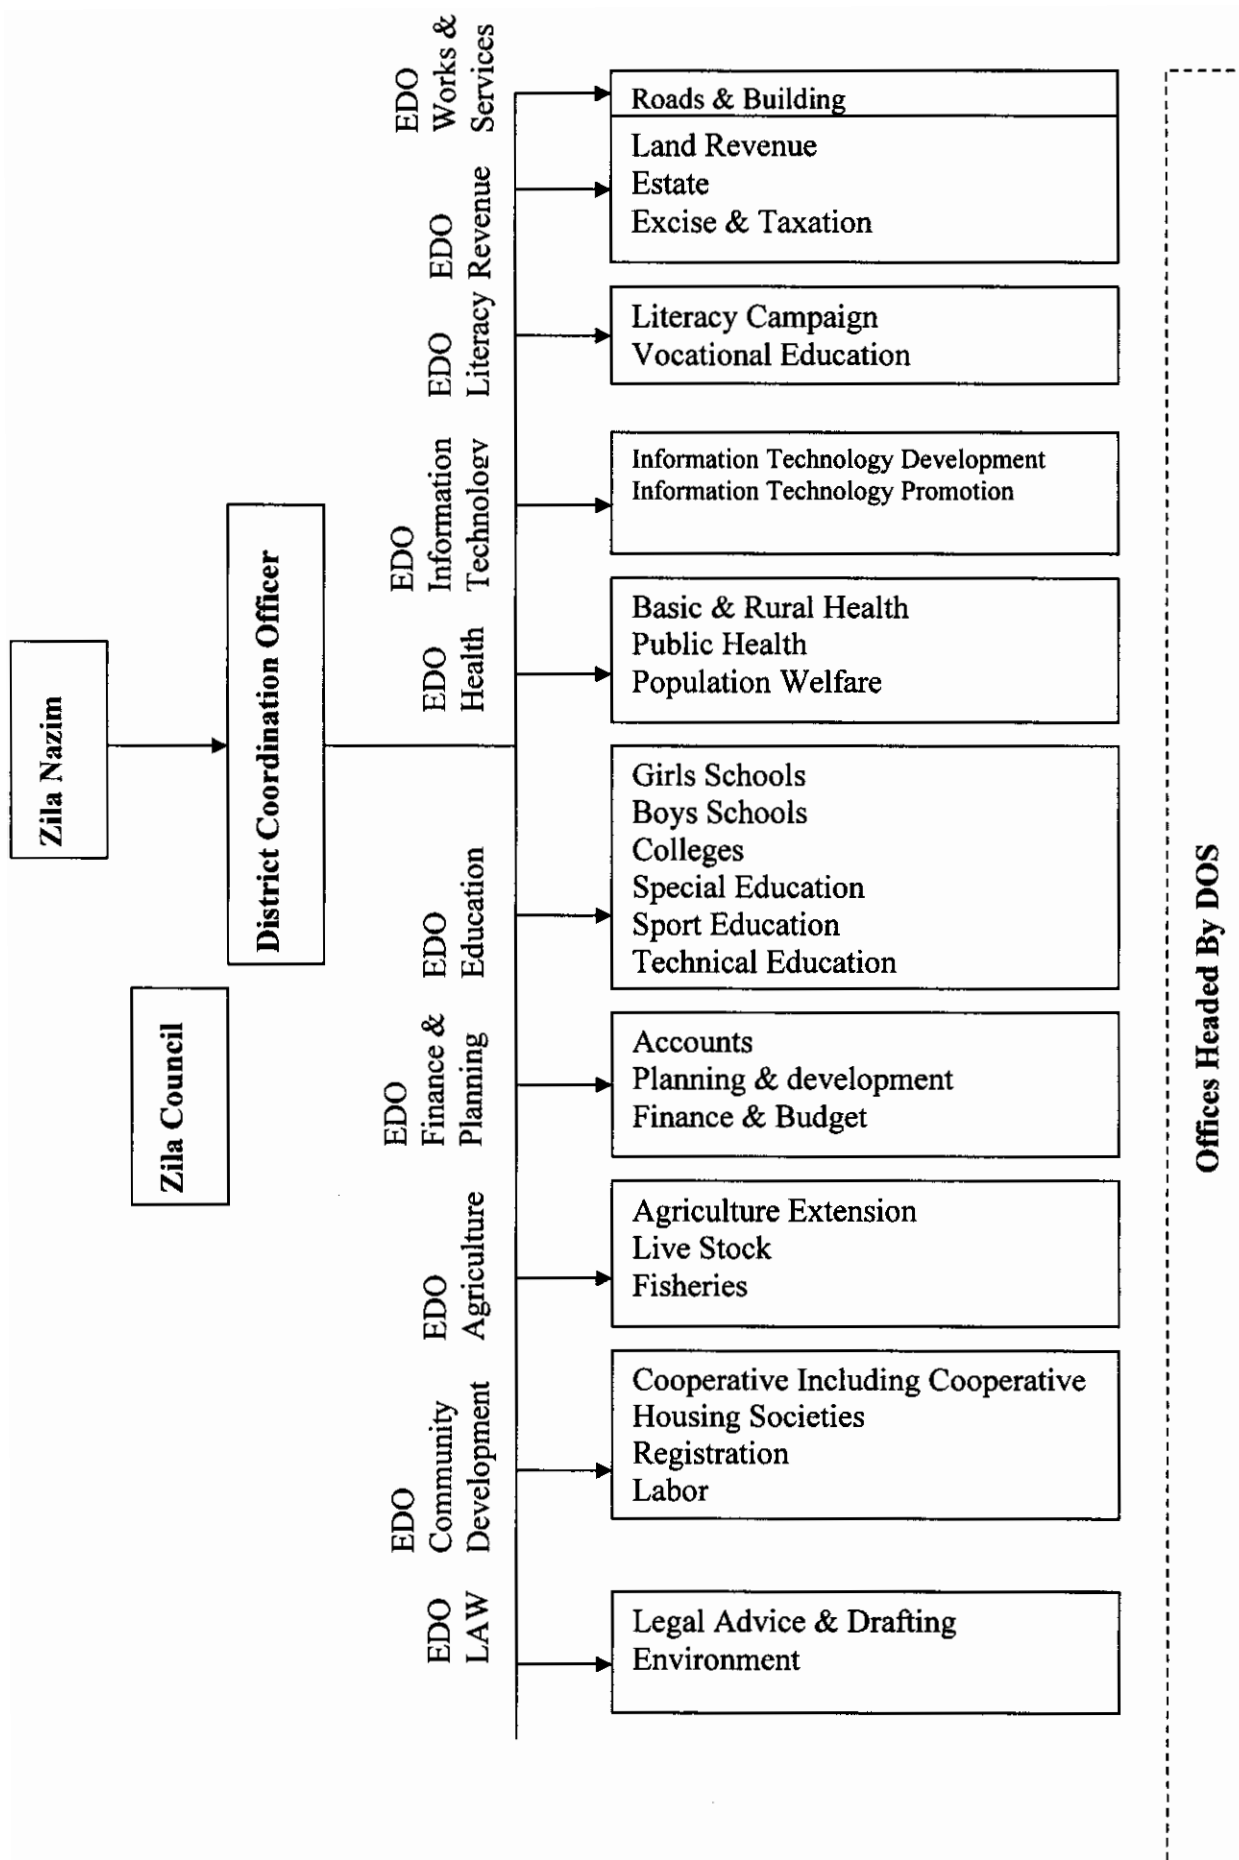 Zila Nazim
Zila Council
District Coordination Officer
EDO
Works &
Services
EDO
Revenue
EDO
Literacy
EDO
Information
Technology
EDO
Health
EDO
Education
EDO
Finance &
Planning
EDO
Agriculture
EDO
Community
Development
EDO
LAW
Roads & Building
Land Revenue
Estate
Excise & Taxation
Literacy Campaign
Vocational Education
Information Technology Development
Information Technology Promotion
Basic & Rural Health
Public Health
Population Welfare
Girls Schools
Boys Schools
Colleges
Special Education
Sport Education
Technical Education
Accounts
Planning & development
Finance & Budget
Agriculture Extension
Live Stock
Fisheries
Cooperative Including Cooperative
Housing Societies
Registration
Labor
Legal Advice & Drafting
Environment
Offices Headed By DOS